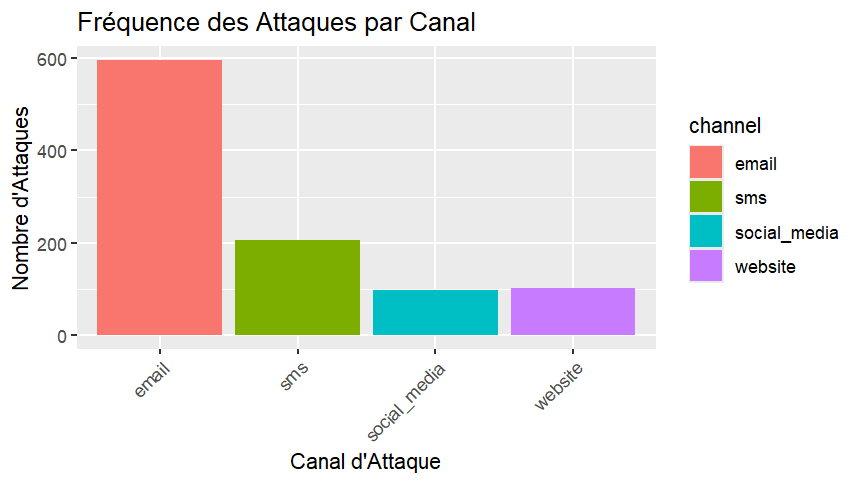 Fréquence des Attaques par Canal
Nombre d'Attaques
600
400
200
0
email
sms
social_media
website
Canal d'Attaque
channel
email
sms
social_media
website